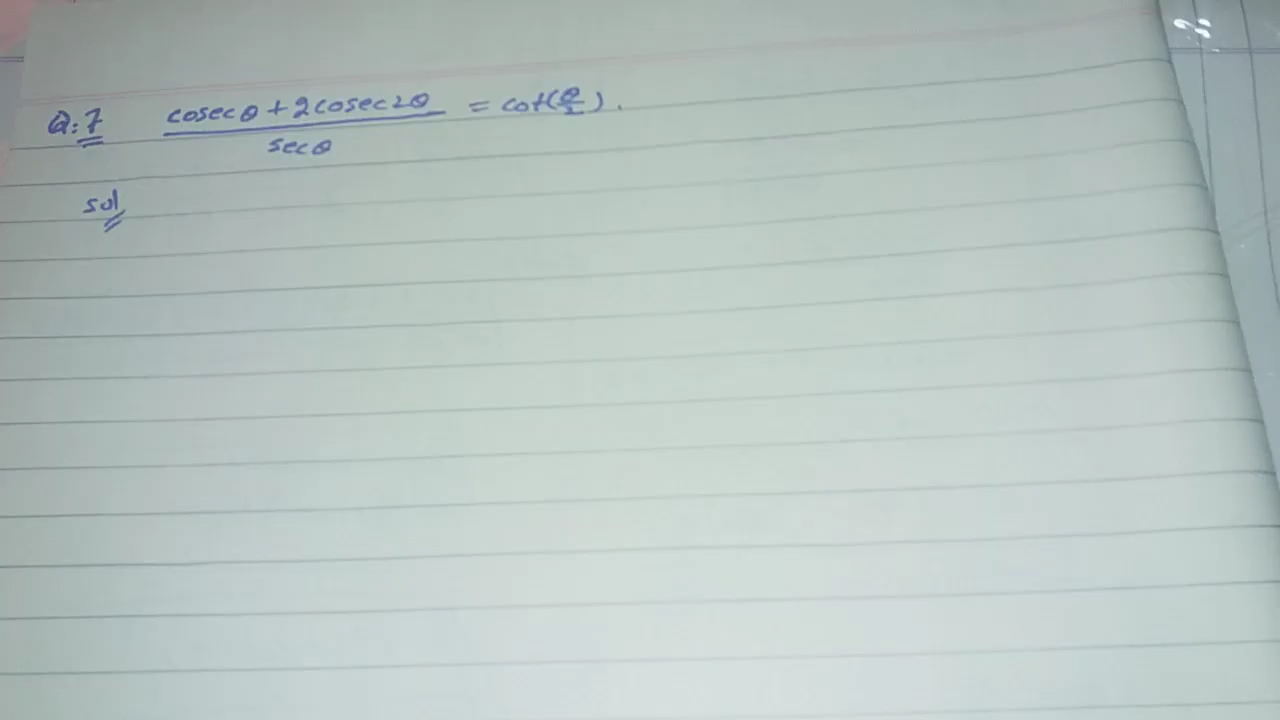 Q:7 cosecθ + 2cosec2θ / secθ = cot(θ/2).
sol